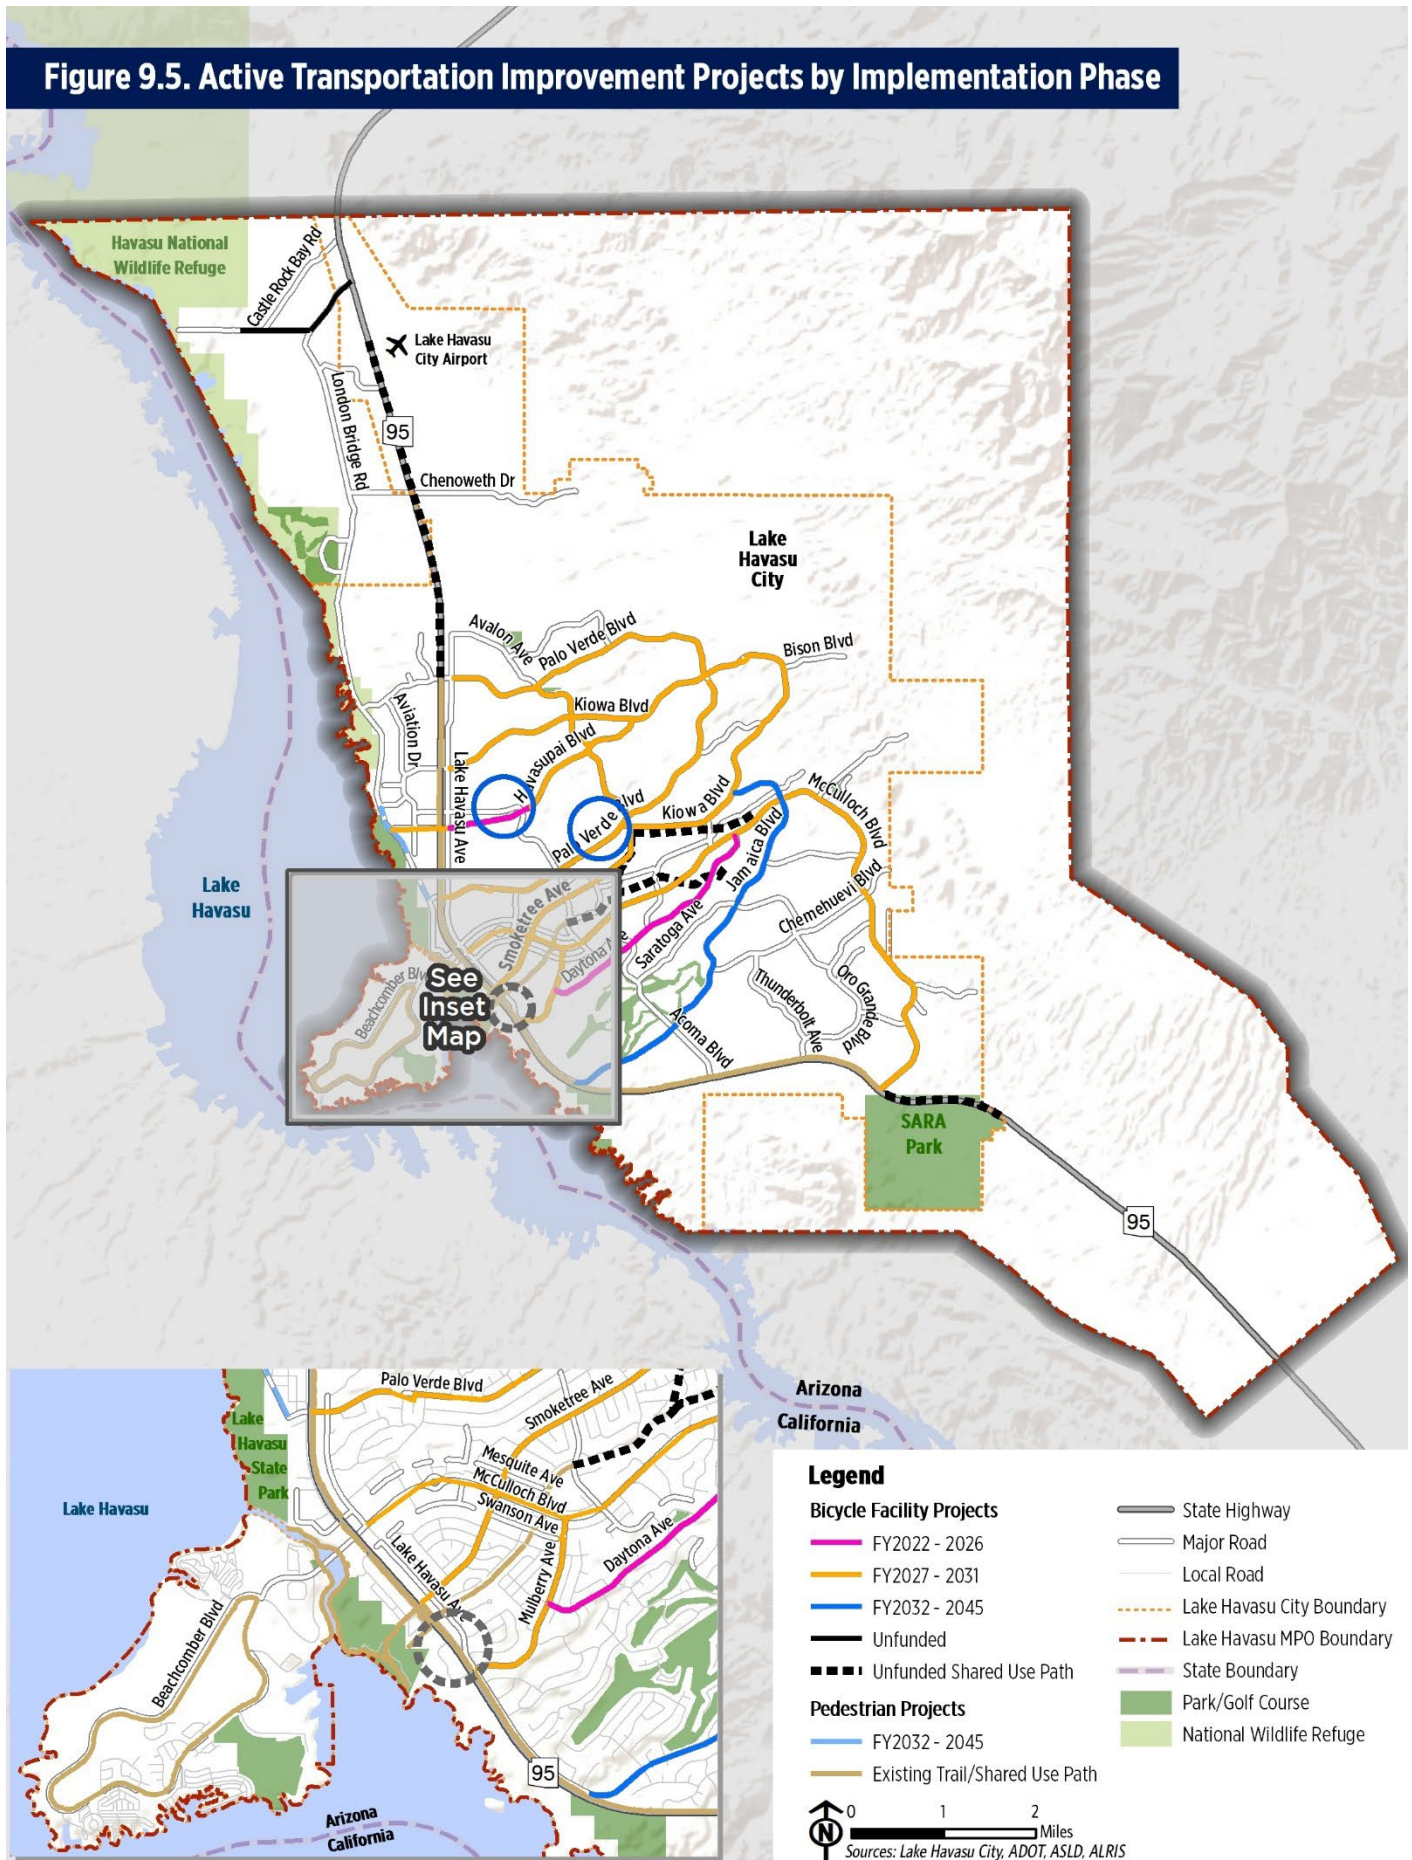 Figure 9.5. Active Transportation Improvement Projects by Implementation Phase
Havasu National
Wildlife Refuge
Castle Rock Bay Rd
Lake Havasu
City Airport
London Bridge Rd
95
Chenoweth Dr
Lake
Havasu
City
Avalon Ave
Palo Verde Blvd
Bison Blvd
Kiowa Blvd
Aviation Dr
Havasupai Blvd
Lake Havasu Ave
Palo Verde Blvd
Kiowa Blvd
McCulloch Blvd
Jamaica Blvd
Lake
Havasu
Smoketree Ave
Chemehuevi Blvd
Saratoga Ave
Daytona Ave
Oro Grande Blvd
Thunderbolt Ave
Beachcomber Blvd
See
Inset
Map
Acoma Blvd
SARA
Park
95
Arizona
California
Palo Verde Blvd
Smoketree Ave
Lake
Havasu
State
Park
Mesquite Ave
McCulloch Blvd
Swanson Ave
Lake Havasu
Daytona Ave
Lake Havasu Ave
Mulberry Ave
Beachcomber Blvd
95
Arizona
California
Legend
Bicycle Facility Projects
FY2022 - 2026
FY2027 - 2031
FY2032 - 2045
Unfunded
Unfunded Shared Use Path
Pedestrian Projects
FY2032 - 2045
Existing Trail/Shared Use Path
State Highway
Major Road
Local Road
Lake Havasu City Boundary
Lake Havasu MPO Boundary
State Boundary
Park/Golf Course
National Wildlife Refuge
N
0 1 2
Miles
Sources: Lake Havasu City, ADOT, ASLD, ALRIS